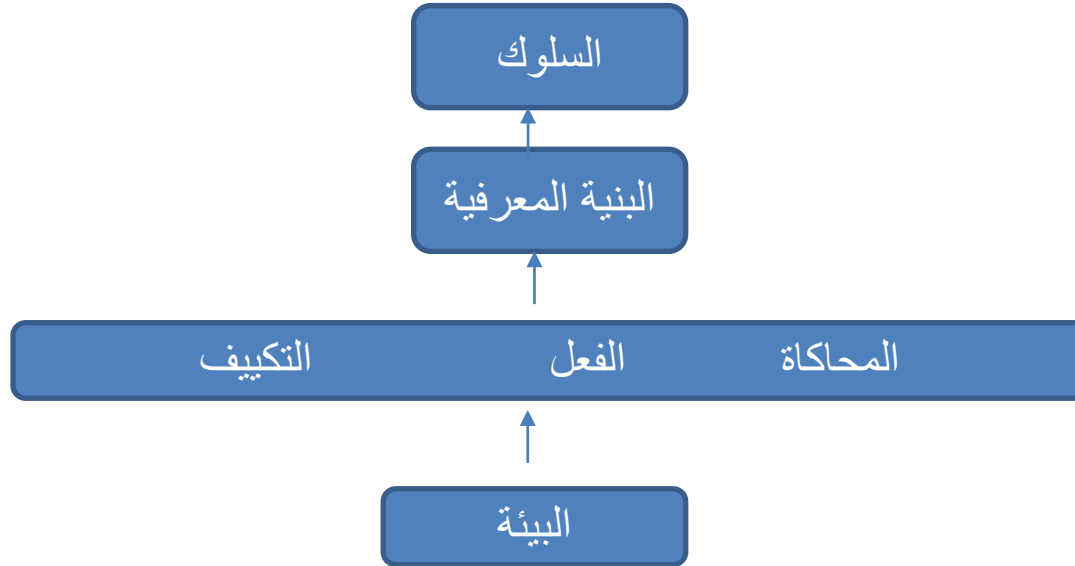 السلوك
البنية المعرفية
المحاكاة الفعل التكييف
البيئة